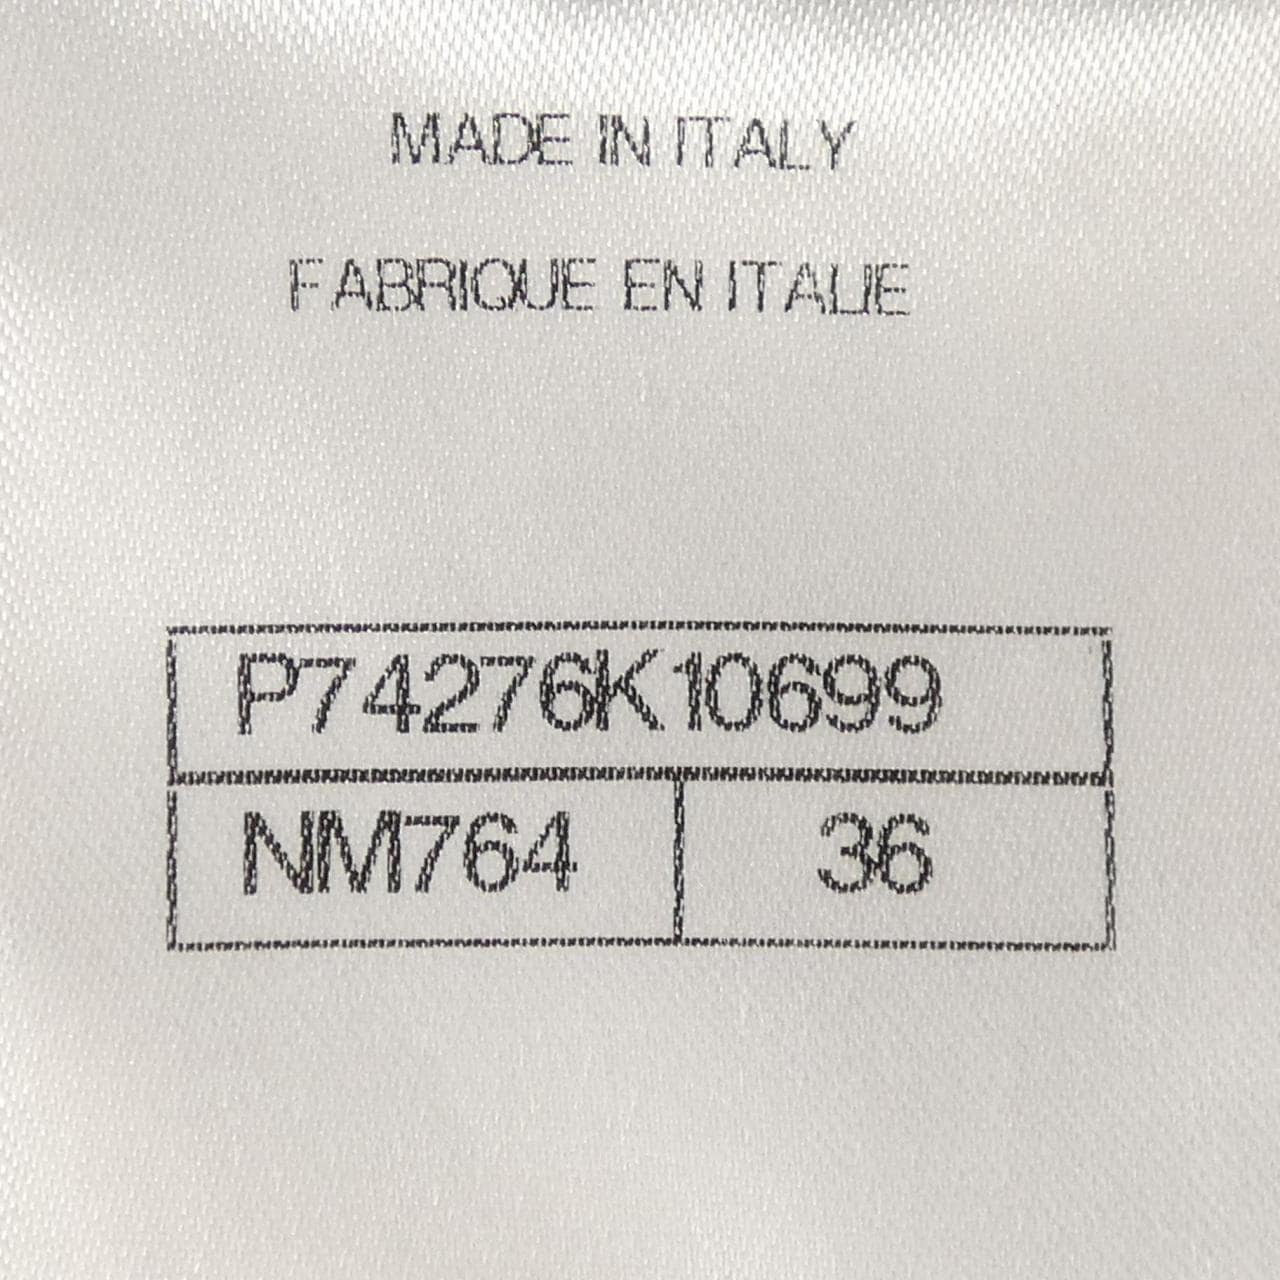 MADE IN ITALY
FABRIQUE EN ITALIE
P74276K10699
NM764 36